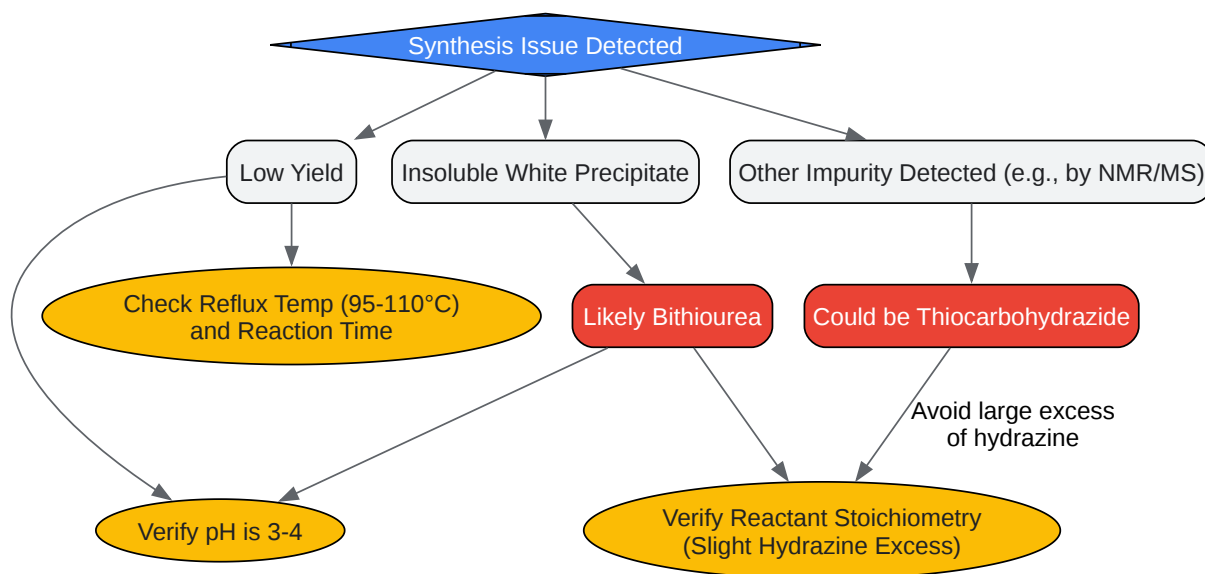 Synthesis Issue Detected
Low Yield
Insoluble White Precipitate
Other Impurity Detected (e.g., by NMR/MS)
Check Reflux Temp (95-110°C)
and Reaction Time
Likely Bithiourea
Could be Thiocarbohydrazide
Avoid large excess
of hydrazine
Verify pH is 3-4
Verify Reactant Stoichiometry
(Slight Hydrazine Excess)